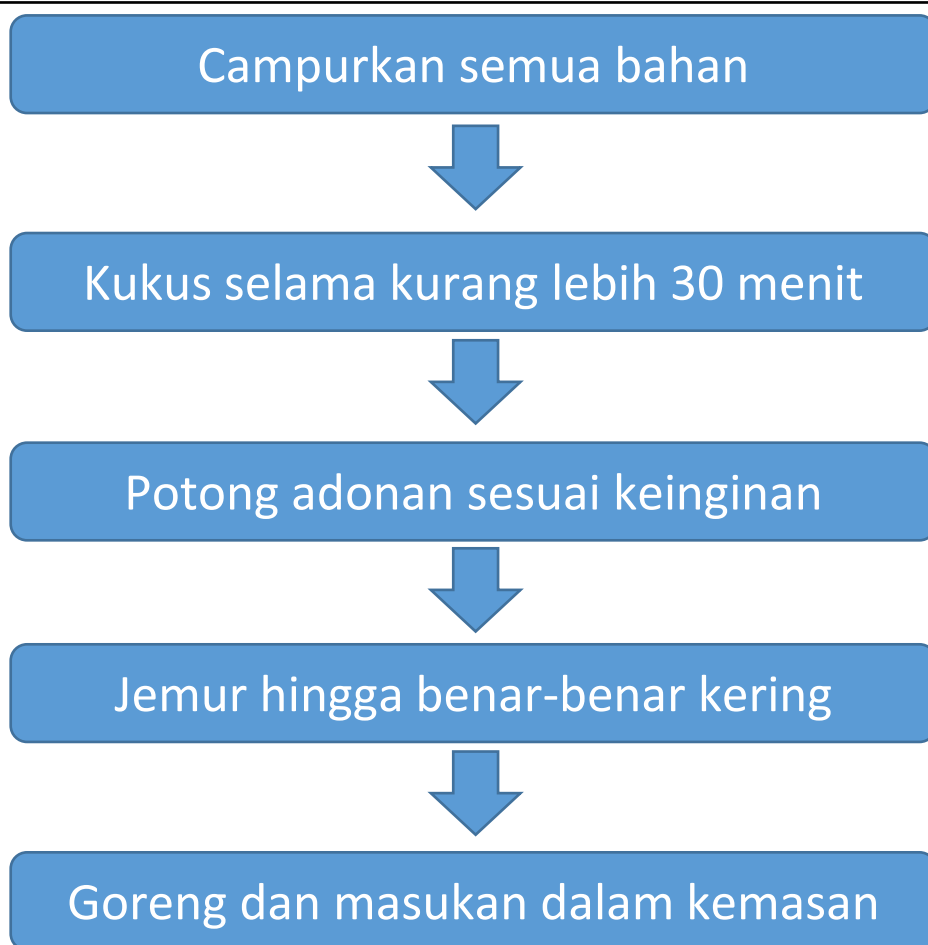 Campurkan semua bahan
Kukus selama kurang lebih 30 menit
Potong adonan sesuai keinginan
Jemur hingga benar-benar kering
Goreng dan masukan dalam kemasan